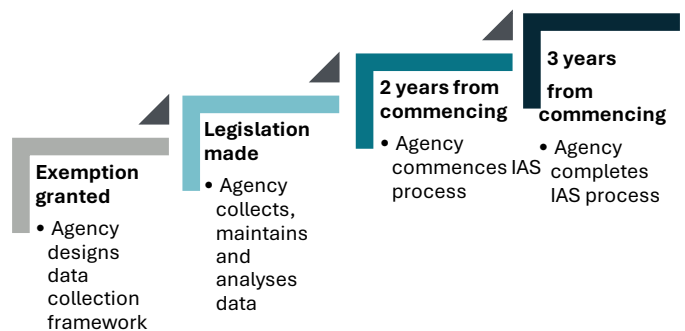 Exemption
granted
• Agency
designs
data
collection
framework
Legislation
made
• Agency
collects,
maintains
and
analyses
data
2 years from
commencing
• Agency
commences IAS
process
3 years
from
commencing
• Agency
completes
IAS process